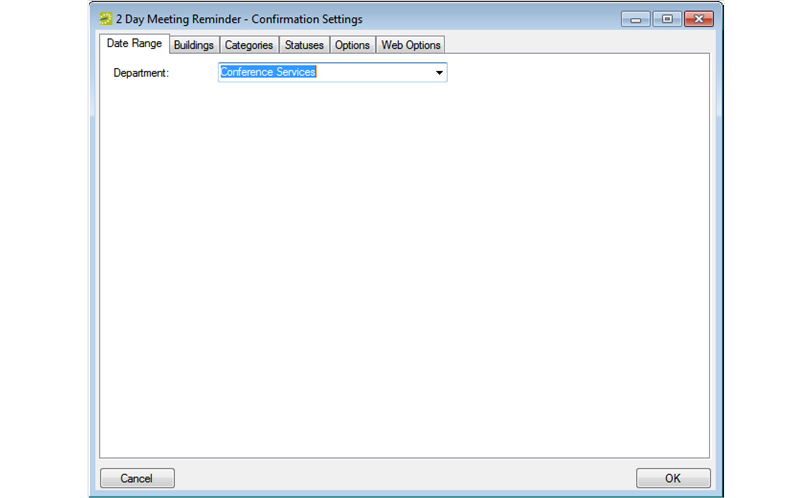 2 Day Meeting Reminder - Confirmation Settings
Date Range Buildings Categories Statuses Options Web Options
Department: Conference Services
Cancel OK